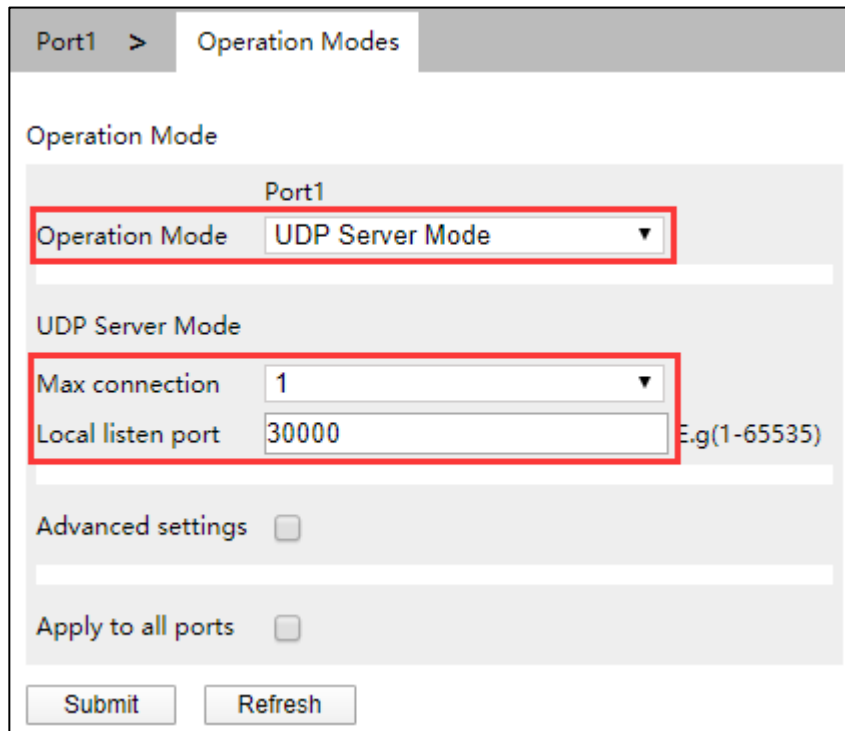 Port1 > Operation Modes
Operation Mode
Port1
Operation Mode UDP Server Mode
UDP Server Mode
Max connection 1
Local listen port 30000 E.g(1-65535)
Advanced settings
Apply to all ports
Submit Refresh